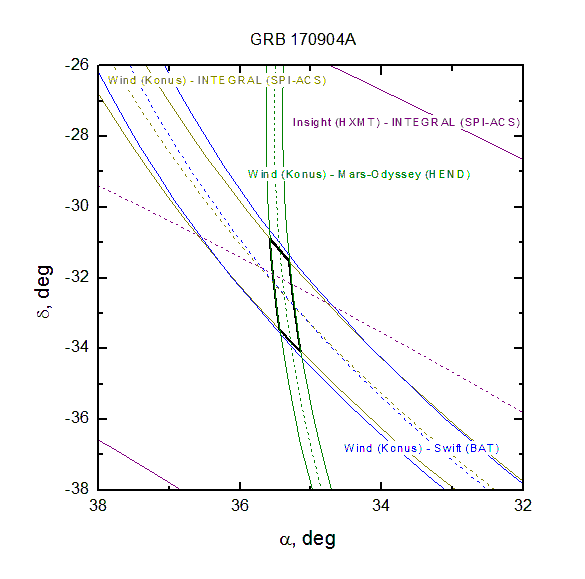 GRB 170904A
-26
Wind (Konus) - INTEGRAL (SPI-ACS)
-28
Insight (HXMT) - INTEGRAL (SPI-ACS)
Wind (Konus) - Mars-Odyssey (HEND)
-30
δ, deg
-32
-34
-36
Wind (Konus) - Swift (BAT)
-38
38 36 34 32
α, deg